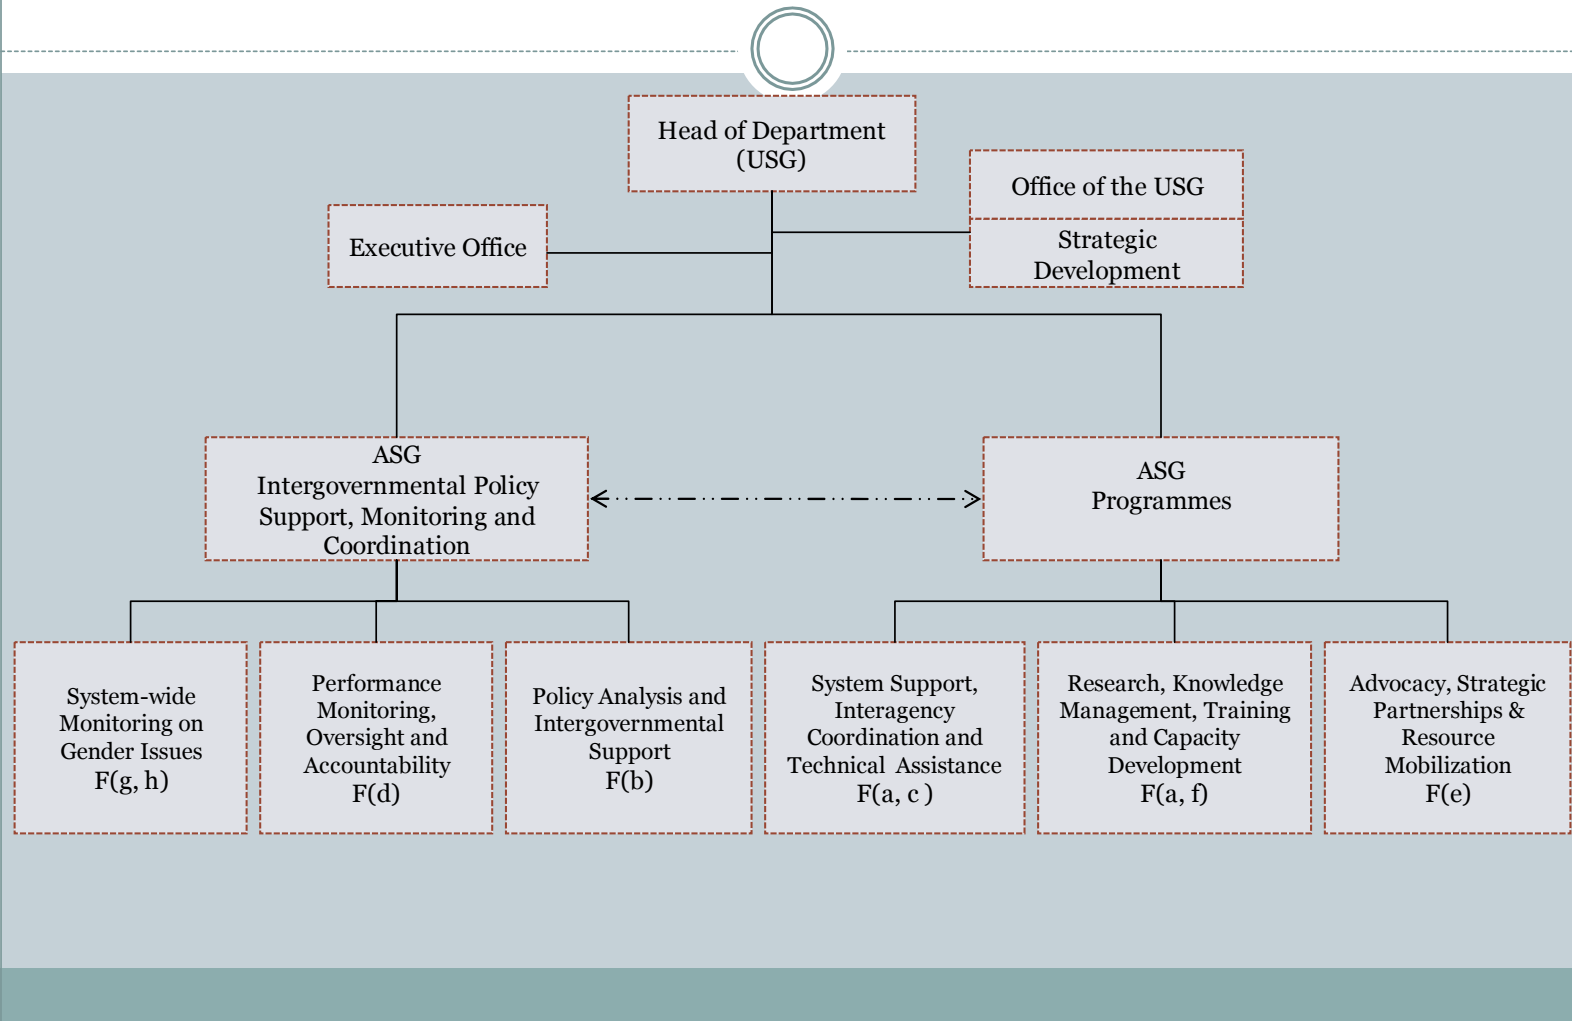 Head of Department
(USG)
Office of the USG
Strategic
Development
Executive Office
ASG
Intergovernmental Policy
Support, Monitoring and
Coordination
ASG
Programmes
System-wide
Monitoring on
Gender Issues
F(g, h)
Performance
Monitoring,
Oversight and
Accountability
F(d)
Policy Analysis and
Intergovernmental
Support
F(b)
System Support,
Interagency
Coordination and
Technical Assistance
F(a, c )
Research, Knowledge
Management, Training
and Capacity
Development
F(a, f)
Advocacy, Strategic
Partnerships &
Resource
Mobilization
F(e)